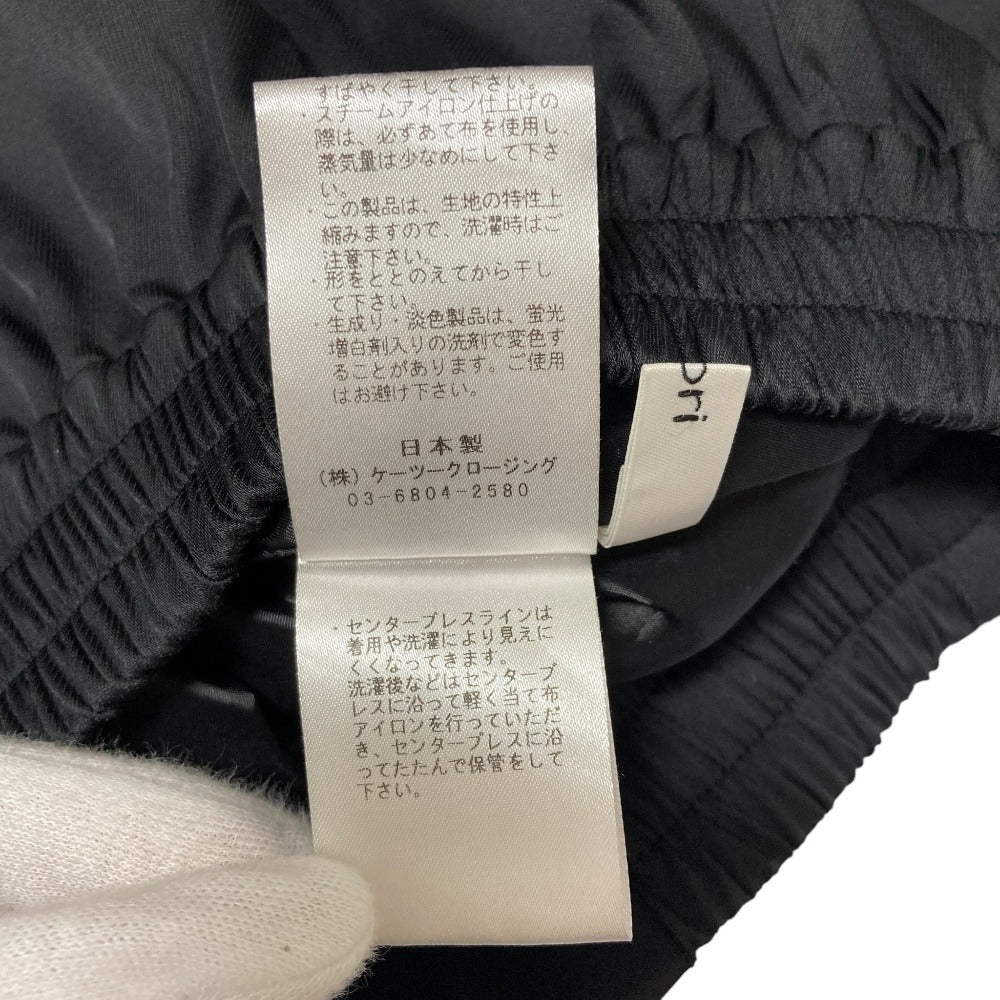 すばやく干して下さい。
・スチームアイロン仕上げの
際は、必ずあて布を使用し、
蒸気量は少なめにして下さ
い。
・この製品は、生地の特性上
縮みますので、洗濯時はご
注意下さい。
・形をととのえてから干し
て下さい。
・生成り・淡色製品は、蛍光
増白剤入りの洗剤で変色す
ることがあります。ご使用
はお避け下さい。
日本製
(株)ケーツークロージング
03-6804-2580
ori
・センタープレスラインは
着用や洗濯により見えに
くくなってきます。
洗濯後などはセンタープ
レスに沿って軽く当て布
アイロンを行っていただ
き、センタープレスに沿
ってたたんで保管をして
下さい。